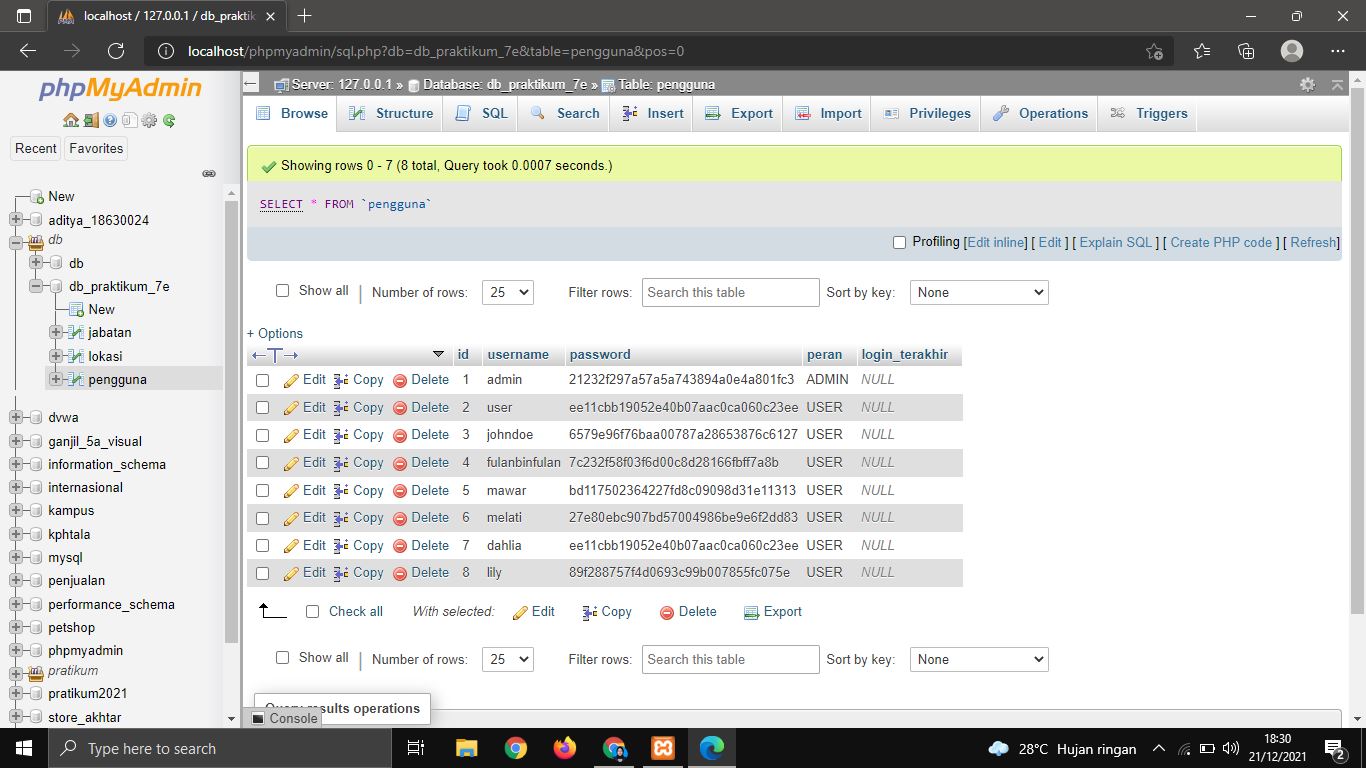 localhost / 127.0.0.1 / db_praktik
localhost/phpmyadmin/sql.php?db=db_praktikum_7e&table=pengguna&pos=0
phpMyAdmin
Recent Favorites
New
aditya_18630024
db
db
db_praktikum_7e
New
jabatan
lokasi
pengguna
dvwa
ganjil_5a_visual
information_schema
internasional
kampus
kphtala
mysql
penjualan
performance_schema
petshop
phpmyadmin
pratikum
pratikum2021
store_akhtar
Server: 127.0.0.1 » Database: db_praktikum_7e » Table: pengguna
Browse Structure SQL Search Insert Export Import Privileges Operations Triggers
Showing rows 0 - 7 (8 total, Query took 0.0007 seconds.)
SELECT * FROM `pengguna`
Profiling [Edit inline] [ Edit ] [ Explain SQL ] [ Create PHP code ] [ Refresh]
Show all | Number of rows: 25 Filter rows: Search this table Sort by key: None
+ Options
←T→ id username password peran login_terakhir
Edit Copy Delete 1 admin 21232f297a57a5a743894a0e4a801fc3 ADMIN NULL
Edit Copy Delete 2 user ee11cbb19052e40b07aac0ca060c23ee USER NULL
Edit Copy Delete 3 johndoe 6579e96f76baa00787a28653876c6127 USER NULL
Edit Copy Delete 4 fulanbinfulan 7c232f58f03f6d00c8d28166fbff7a8b USER NULL
Edit Copy Delete 5 mawar bd117502364227fd8c09098d31e11313 USER NULL
Edit Copy Delete 6 melati 27e80ebc907bd57004986be9e6f2dd83 USER NULL
Edit Copy Delete 7 dahlia ee11cbb19052e40b07aac0ca060c23ee USER NULL
Edit Copy Delete 8 lily 89f288757f4d0693c99b007855fc075e USER NULL
Check all With selected: Edit Copy Delete Export
Show all | Number of rows: 25 Filter rows: Search this table Sort by key: None
Query results operations
Console
Type here to search
28°C Hujan ringan
18:30
21/12/2021
2